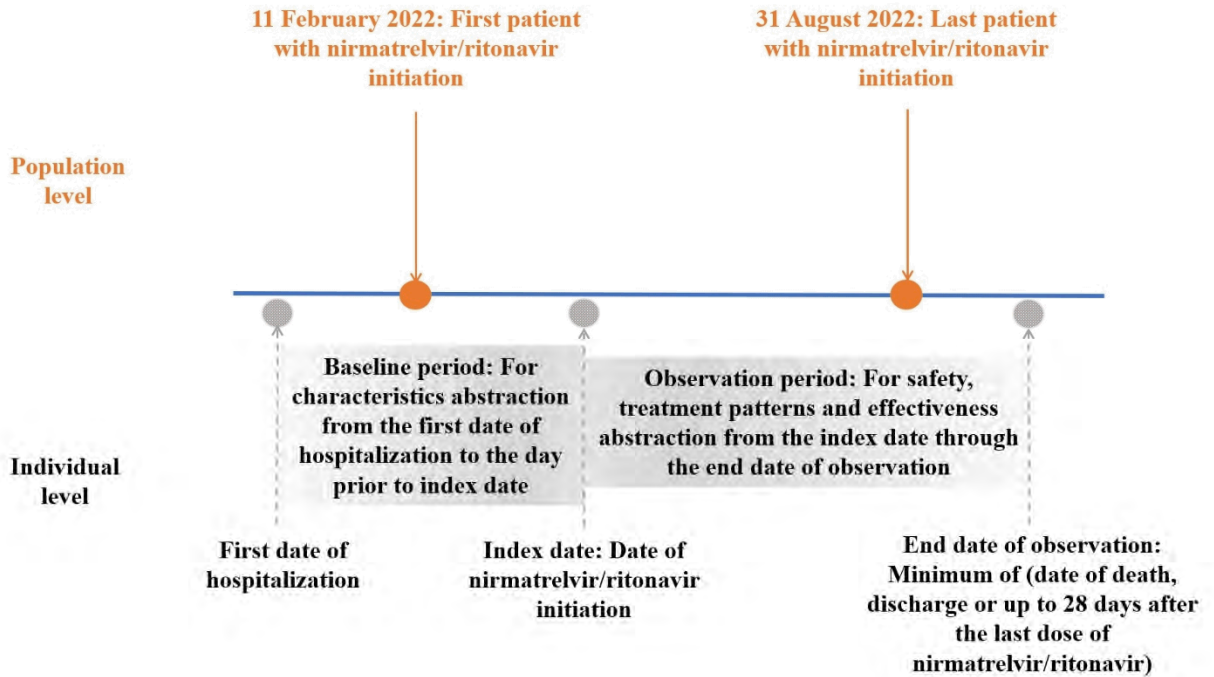 11 February 2022: First patient
with nirmatrelvir/ritonavir
initiation
31 August 2022: Last patient
with nirmatrelvir/ritonavir
initiation
Population
level
Baseline period: For
characteristics abstraction
from the first date of
hospitalization to the day
prior to index date
Observation period: For safety,
treatment patterns and effectiveness
abstraction from the index date through
the end date of observation
Individual
level
First date of
hospitalization
Index date: Date of
nirmatrelvir/ritonavir
initiation
End date of observation:
Minimum of (date of death,
discharge or up to 28 days after
the last dose of
nirmatrelvir/ritonavir)